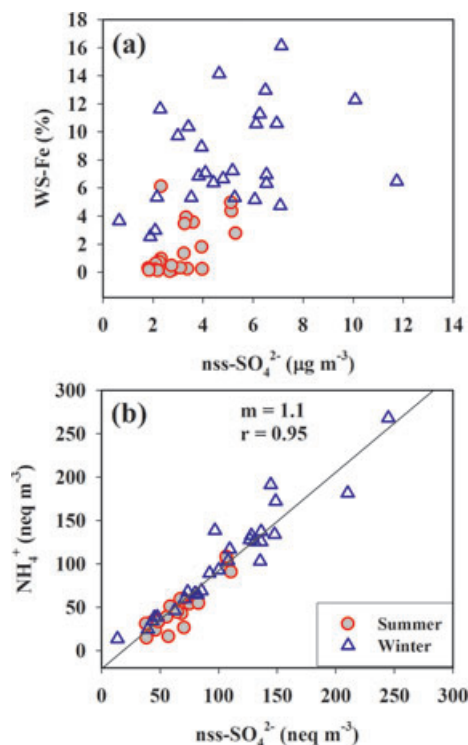 (a)
18
16
14
12
10
8
6
4
2
0
WS-Fe (%)
0 2 4 6 8 10 12 14
nss-SO₄²⁻ (µg m⁻³)
(b)
m = 1.1
r = 0.95
300
250
200
150
100
50
0
NH₄⁺ (neq m⁻³)
Summer
Winter
0 50 100 150 200 250 300
nss-SO₄²⁻ (neq m⁻³)